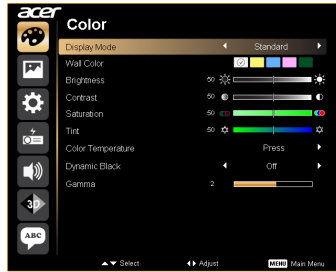 acer
Color
Display Mode Standard
Wall Color
Brightness 50
Contrast 50
Saturation 50
Tint 50
Color Temperature Press
Dynamic Black Off
Gamma 2
3D
ABC
Select Adjust MENU Main Menu